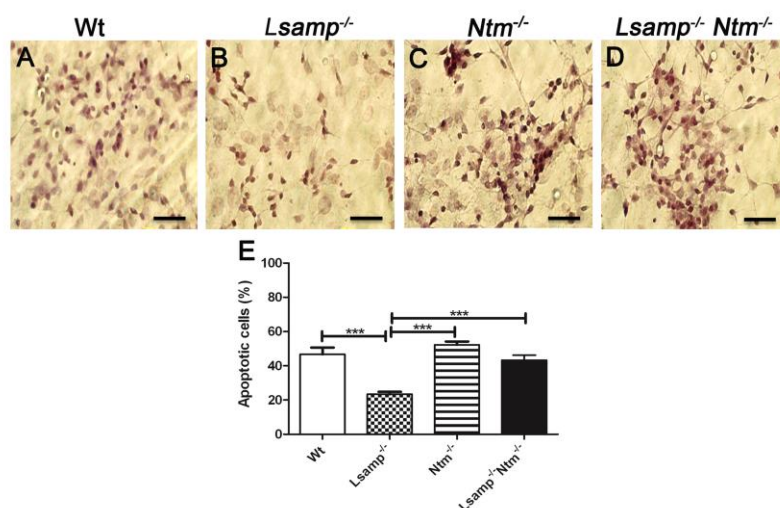 Wt Lsamp-/- Ntm-/- Lsamp-/- Ntm-/-
A B C D
E
100
80
60
40
20
0
Apoptotic cells (%)
*** *** ***
Wt Lsamp-/- Ntm-/- Lsamp-/-Ntm-/-